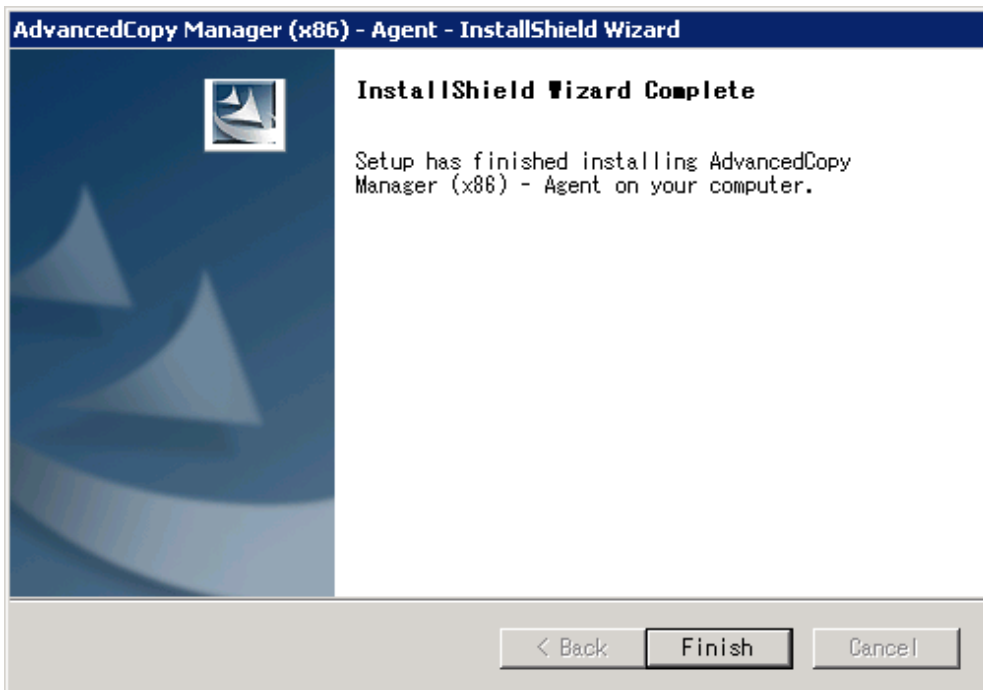 AdvancedCopy Manager (x86) - Agent - InstallShield Wizard
InstallShield Wizard Complete
Setup has finished installing AdvancedCopy
Manager (x86) - Agent on your computer.
< Back Finish Cancel